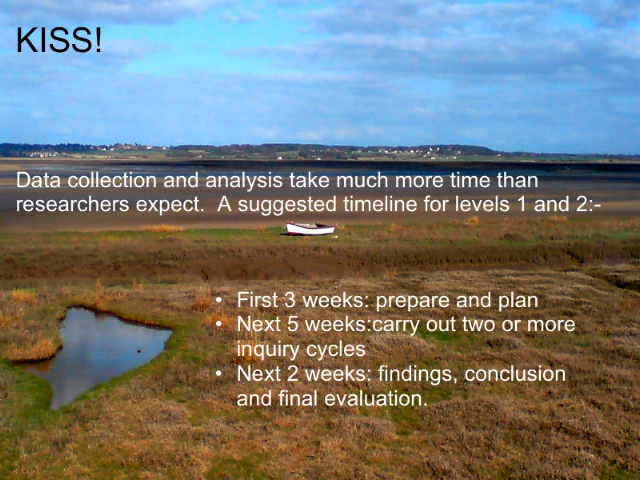 KISS!
Data collection and analysis take much more time than
researchers expect.  A suggested timeline for levels 1 and 2:-
• First 3 weeks: prepare and plan
• Next 5 weeks:carry out two or more
inquiry cycles
• Next 2 weeks: findings, conclusion
and final evaluation.